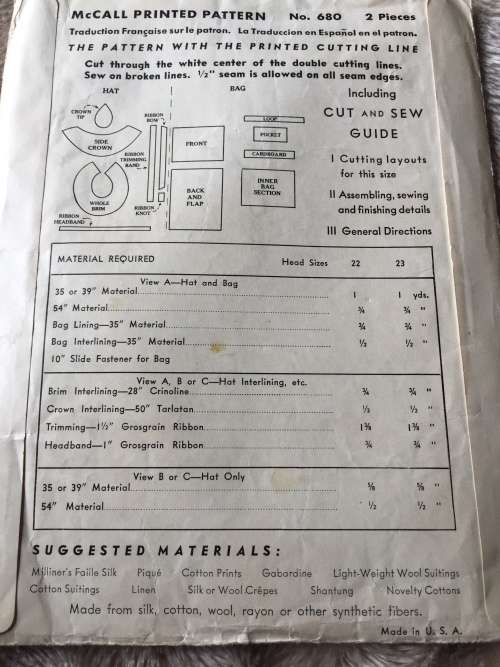 McCALL PRINTED PATTERN No. 680 2 Pieces
Traduction Française sur le patron. La Traduccion en Español en el patron.
THE PATTERN WITH THE PRINTED CUTTING LINE
Cut through the white center of the double cutting lines.
Sew on broken lines. ½" seam is allowed on all seam edges.
HAT
CROWN TIP
SIDE CROWN
RIBBON BOW
RIBBON TRIMMING BAND
WHOLE BRIM
RIBBON KNOT
RIBBON HEADBAND
BAG
FRONT
BACK AND FLAP
LOOP
POCKET
CARDBOARD
INNER BAG SECTION
Including
CUT AND SEW
GUIDE
I Cutting layouts
for this size
II Assembling, sewing
and finishing details
III General Directions
MATERIAL REQUIRED Head Sizes 22 23
View A—Hat and Bag
35 or 39" Material 1 1 yds.
54" Material ¾ ¾ "
Bag Lining—35" Material ¾ ¾ "
Bag Interlining—35" Material ½ ½ "
10" Slide Fastener for Bag
View A, B or C—Hat Interlining, etc.
Brim Interlining—28" Crinoline ¾ ¾ "
Crown Interlining—50" Tarlatan ½ ½ "
Trimming—1½" Grosgrain Ribbon 1⅜ 1⅜ "
Headband—1" Grosgrain Ribbon ¾ ¾ "
View B or C—Hat Only
35 or 39" Material ⅝ ⅝ "
54" Material ½ ½ "
SUGGESTED MATERIALS:
Milliner's Faille Silk Piqué Cotton Prints Gabardine Light-Weight Wool Suitings
Cotton Suitings Linen Silk or Wool Crêpes Shantung Novelty Cottons
Made from silk, cotton, wool, rayon or other synthetic fibers.
Made in U. S. A.